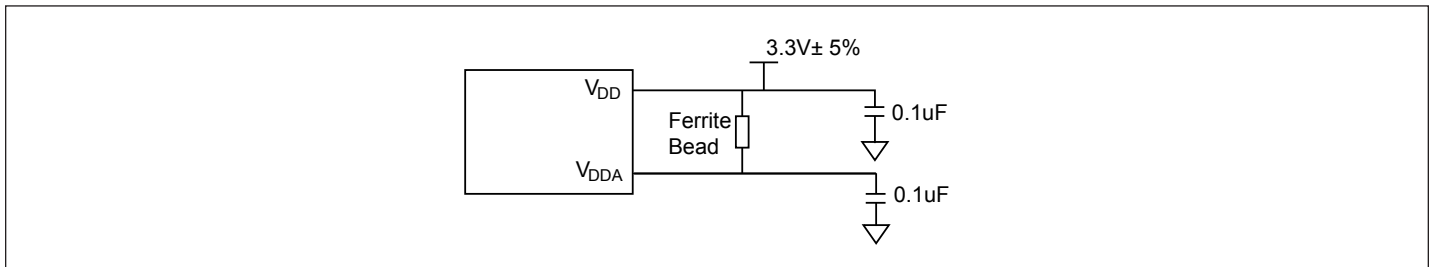 3.3V± 5%
VDD
0.1uF
Ferrite
Bead
VDDA
0.1uF